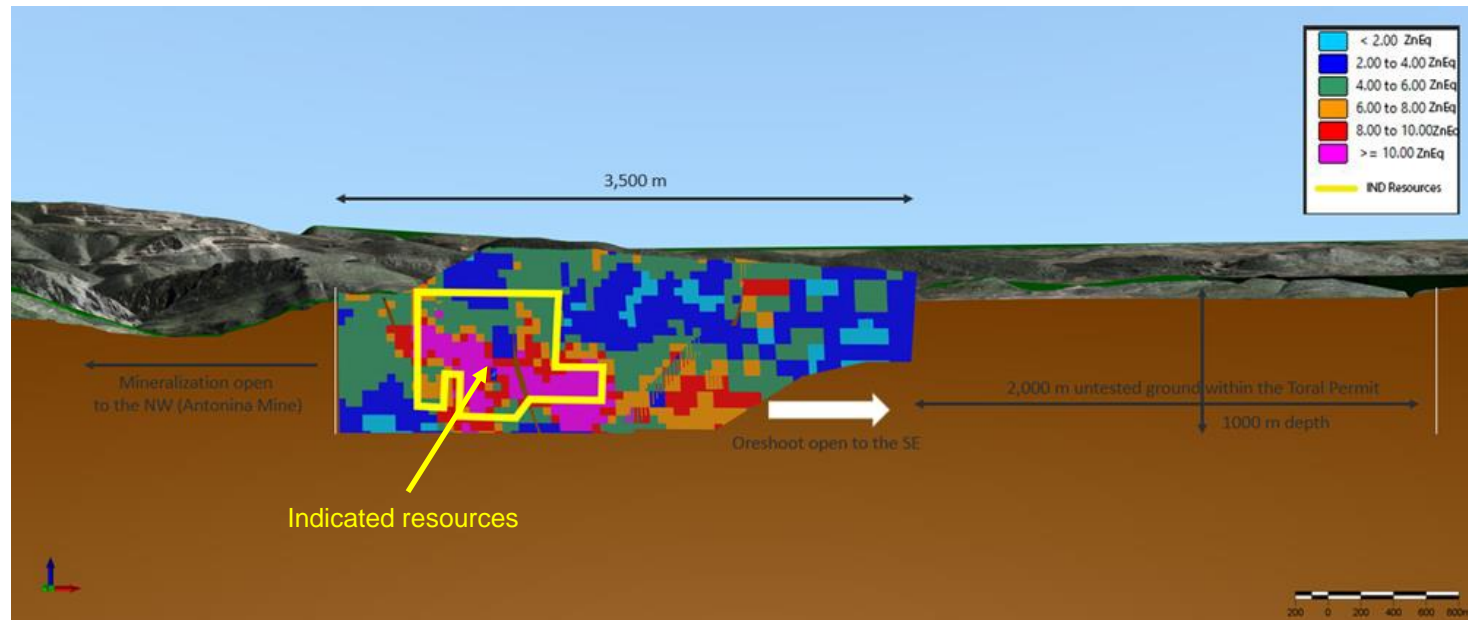 < 2.00 ZnEq
2.00 to 4.00 ZnEq
4.00 to 6.00 ZnEq
6.00 to 8.00 ZnEq
8.00 to 10.00ZnEq
>= 10.00 ZnEq
IND Resources
3,500 m
Mineralization open
to the NW (Antonina Mine)
2,000 m untested ground within the Toral Permit
1000 m depth
Oreshoot open to the SE
Indicated resources
200 0 200 400 600 800m